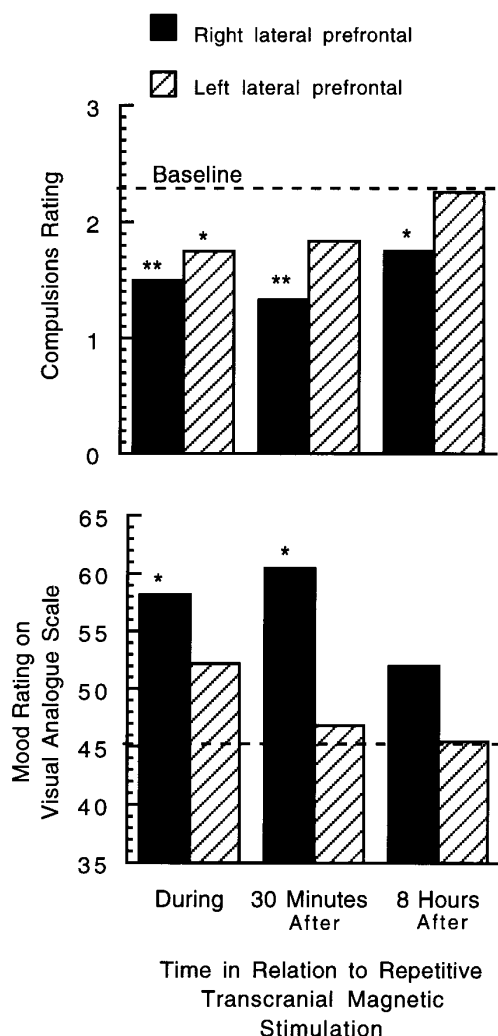 Right lateral prefrontal
Left lateral prefrontal
3
Baseline
2
*
*
**
**
1
0
Compulsions Rating
65
60
*
*
55
50
45
40
35
Mood Rating on
Visual Analogue Scale
During 30 Minutes 8 Hours
After After
Time in Relation to Repetitive
Transcranial Magnetic
Stimulation